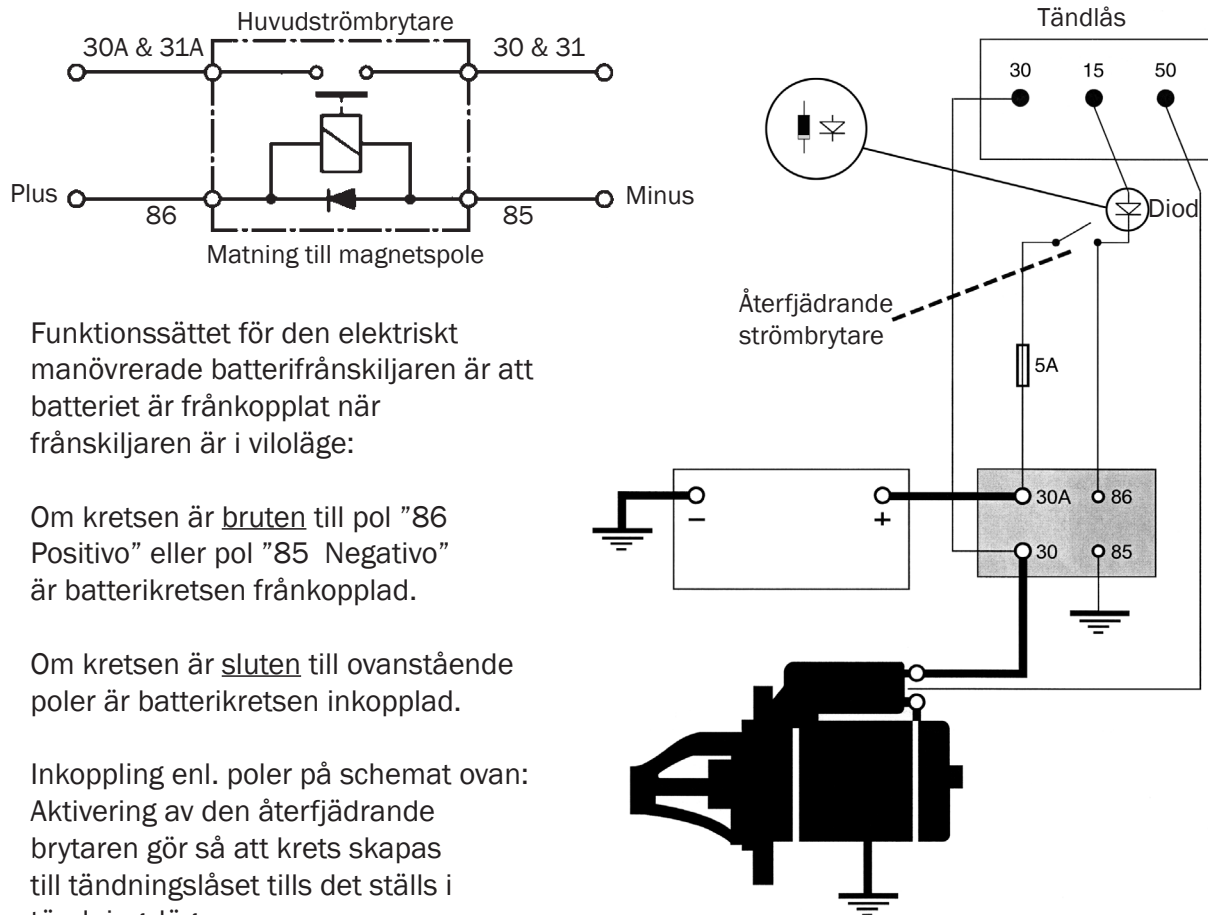 Huvudströmbrytare
30A & 31A
30 & 31
Plus
86
85
Minus
Matning till magnetspole
Funktionssättet för den elektriskt
manövrerade batterifrånskiljaren är att
batteriet är frånkopplat när
frånskiljaren är i viloläge:
Om kretsen är bruten till pol ”86
Positivo” eller pol ”85 Negativo”
är batterikretsen frånkopplad.
Om kretsen är sluten till ovanstående
poler är batterikretsen inkopplad.
Inkoppling enl. poler på schemat ovan:
Aktivering av den återfjädrande
brytaren gör så att krets skapas
till tändningslåset tills det ställs i
Tändlås
30
15
50
Diod
Återfjädrande
strömbrytare
5A
30A
86
30
85
−
+